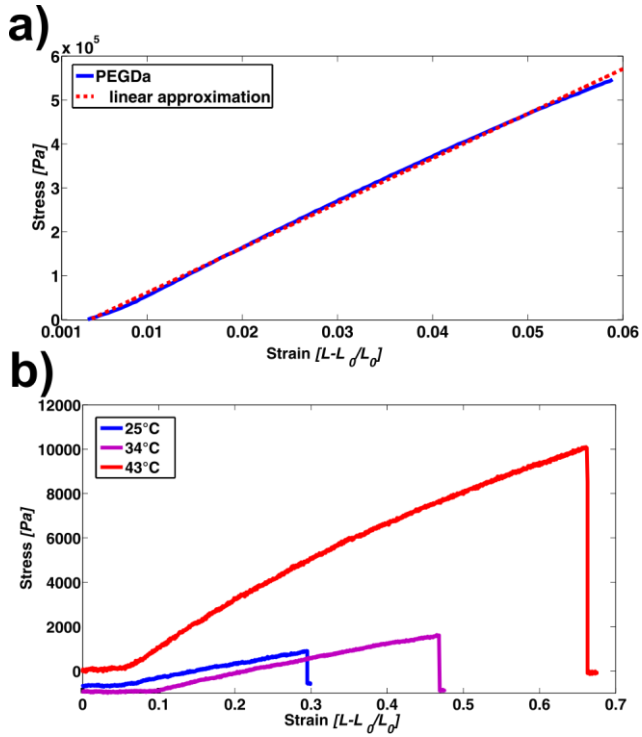 a)
6 x 10⁵
PEGDa
linear approximation
5
4
3
2
1
0
Stress [Pa]
0.001 0.01 0.02 0.03 0.04 0.05 0.06
Strain [L-L₀/L₀]
b)
12000
25°C
34°C
43°C
10000
8000
6000
4000
2000
0
Stress [Pa]
0 0.1 0.2 0.3 0.4 0.5 0.6 0.7
Strain [L-L₀/L₀]